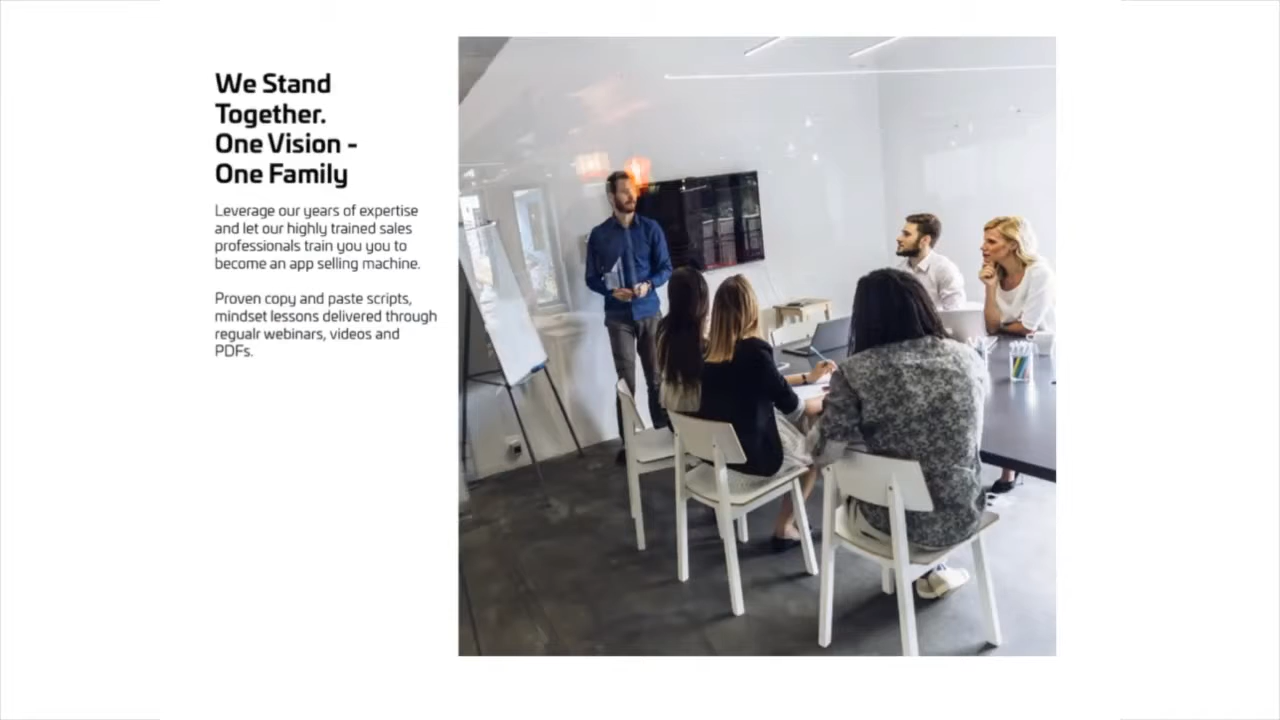 We Stand
Together.
One Vision -
One Family
Leverage our years of expertise
and let our highly trained sales
professionals train you you to
become an app selling machine.
Proven copy and paste scripts,
mindset lessons delivered through
regualr webinars, videos and
PDFs.